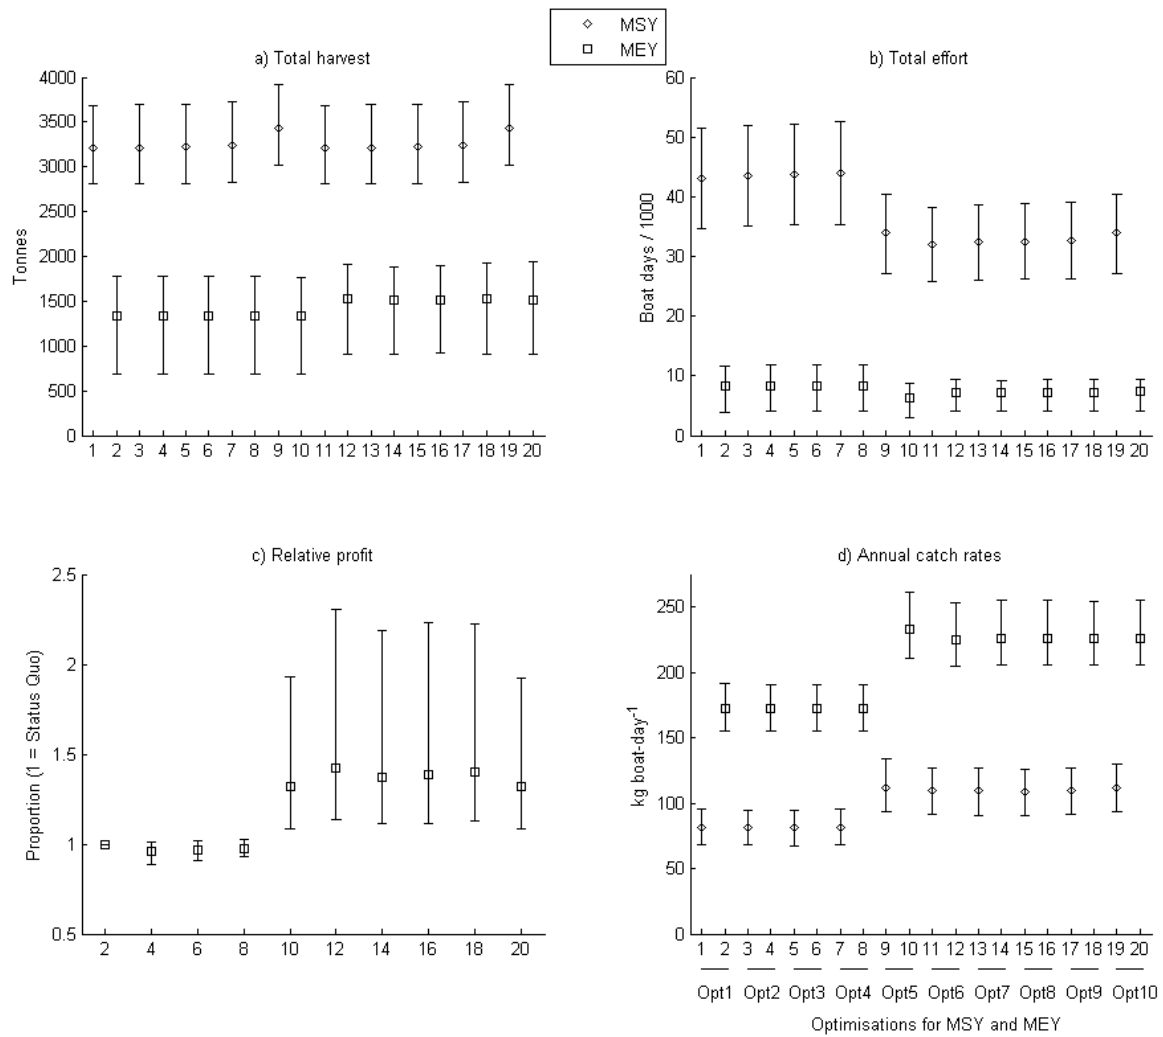 MSY
MEY
a) Total harvest
Tonnes
4000
3500
3000
2500
2000
1500
1000
500
0
1 2 3 4 5 6 7 8 9 10 11 12 13 14 15 16 17 18 19 20
b) Total effort
Boat days / 1000
60
50
40
30
20
10
0
1 2 3 4 5 6 7 8 9 10 11 12 13 14 15 16 17 18 19 20
c) Relative profit
Proportion (1 = Status Quo)
2.5
2
1.5
1
0.5
2 4 6 8 10 12 14 16 18 20
d) Annual catch rates
kg boat-day-1
250
200
150
100
50
0
1 2 3 4 5 6 7 8 9 10 11 12 13 14 15 16 17 18 19 20
Opt1 Opt2 Opt3 Opt4 Opt5 Opt6 Opt7 Opt8 Opt9 Opt10
Optimisations for MSY and MEY